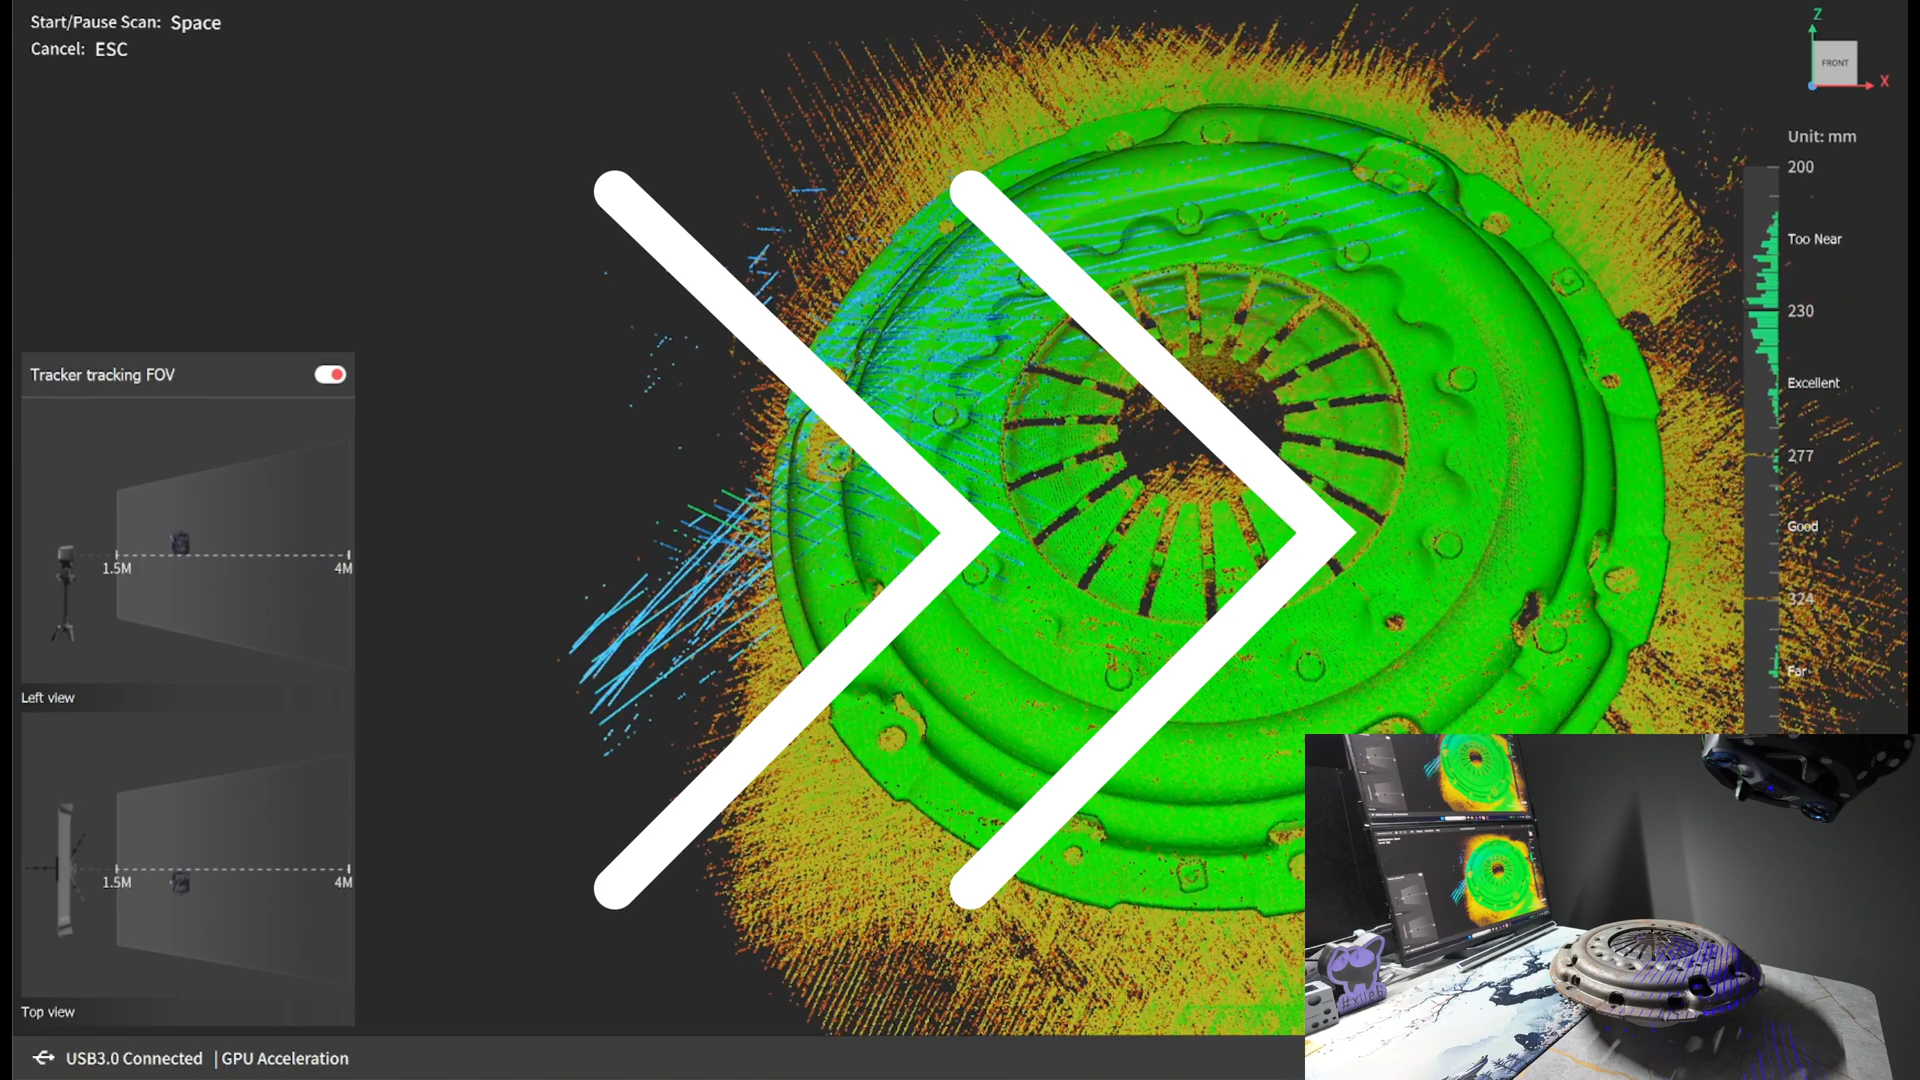 Start/Pause Scan: Space
Cancel: ESC
Z
FRONT
X
Unit: mm
200
Too Near
230
Excellent
277
Good
324
Far
Tracker tracking FOV
1.5M
4M
Left view
1.5M
4M
Top view
USB3.0 Connected | GPU Acceleration